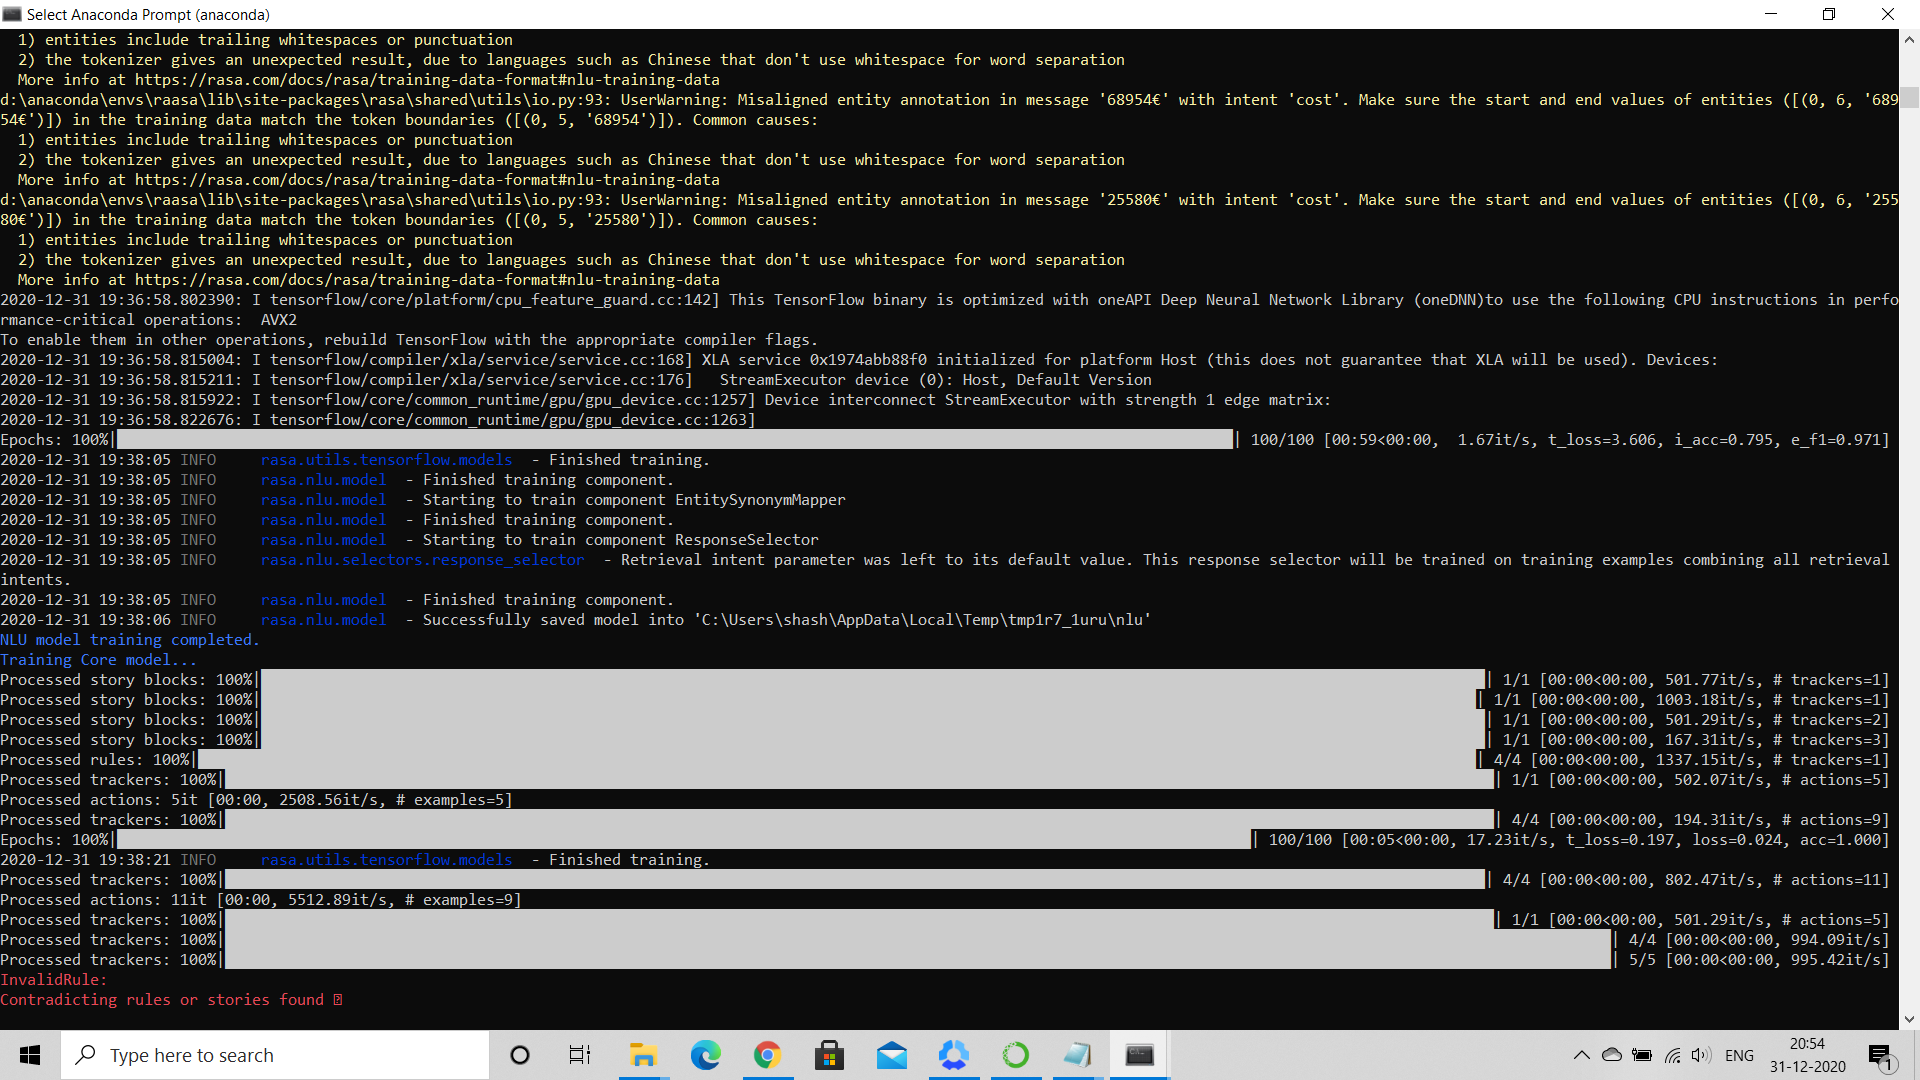 Select Anaconda Prompt (anaconda)
  1) entities include trailing whitespaces or punctuation
  2) the tokenizer gives an unexpected result, due to languages such as Chinese that don't use whitespace for word separation
  More info at https://rasa.com/docs/rasa/training-data-format#nlu-training-data
d:\anaconda\envs\raasa\lib\site-packages\rasa\shared\utils\io.py:93: UserWarning: Misaligned entity annotation in message '68954€' with intent 'cost'. Make sure the start and end values of entities ([(0, 6, '689
54€')]) in the training data match the token boundaries ([(0, 5, '68954')]). Common causes:
  1) entities include trailing whitespaces or punctuation
  2) the tokenizer gives an unexpected result, due to languages such as Chinese that don't use whitespace for word separation
  More info at https://rasa.com/docs/rasa/training-data-format#nlu-training-data
d:\anaconda\envs\raasa\lib\site-packages\rasa\shared\utils\io.py:93: UserWarning: Misaligned entity annotation in message '25580€' with intent 'cost'. Make sure the start and end values of entities ([(0, 6, '255
80€')]) in the training data match the token boundaries ([(0, 5, '25580')]). Common causes:
  1) entities include trailing whitespaces or punctuation
  2) the tokenizer gives an unexpected result, due to languages such as Chinese that don't use whitespace for word separation
  More info at https://rasa.com/docs/rasa/training-data-format#nlu-training-data
2020-12-31 19:36:58.802390: I tensorflow/core/platform/cpu_feature_guard.cc:142] This TensorFlow binary is optimized with oneAPI Deep Neural Network Library (oneDNN)to use the following CPU instructions in perfo
rmance-critical operations:  AVX2
To enable them in other operations, rebuild TensorFlow with the appropriate compiler flags.
2020-12-31 19:36:58.815004: I tensorflow/compiler/xla/service/service.cc:168] XLA service 0x1974abb88f0 initialized for platform Host (this does not guarantee that XLA will be used). Devices:
2020-12-31 19:36:58.815211: I tensorflow/compiler/xla/service/service.cc:176]   StreamExecutor device (0): Host, Default Version
2020-12-31 19:36:58.815922: I tensorflow/core/common_runtime/gpu/gpu_device.cc:1257] Device interconnect StreamExecutor with strength 1 edge matrix:
2020-12-31 19:36:58.822676: I tensorflow/core/common_runtime/gpu/gpu_device.cc:1263]
Epochs: 100%| | 100/100 [00:59<00:00,  1.67it/s, t_loss=3.606, i_acc=0.795, e_f1=0.971]
2020-12-31 19:38:05 INFO     rasa.utils.tensorflow.models  - Finished training.
2020-12-31 19:38:05 INFO     rasa.nlu.model  - Finished training component.
2020-12-31 19:38:05 INFO     rasa.nlu.model  - Starting to train component EntitySynonymMapper
2020-12-31 19:38:05 INFO     rasa.nlu.model  - Finished training component.
2020-12-31 19:38:05 INFO     rasa.nlu.model  - Starting to train component ResponseSelector
2020-12-31 19:38:05 INFO     rasa.nlu.selectors.response_selector  - Retrieval intent parameter was left to its default value. This response selector will be trained on training examples combining all retrieval
intents.
2020-12-31 19:38:05 INFO     rasa.nlu.model  - Finished training component.
2020-12-31 19:38:06 INFO     rasa.nlu.model  - Successfully saved model into 'C:\Users\shash\AppData\Local\Temp\tmp1r7_1uru\nlu'
NLU model training completed.
Training Core model...
Processed story blocks: 100%| | 1/1 [00:00<00:00, 501.77it/s, # trackers=1]
Processed story blocks: 100%| | 1/1 [00:00<00:00, 1003.18it/s, # trackers=1]
Processed story blocks: 100%| | 1/1 [00:00<00:00, 501.29it/s, # trackers=2]
Processed story blocks: 100%| | 1/1 [00:00<00:00, 167.31it/s, # trackers=3]
Processed rules: 100%| | 4/4 [00:00<00:00, 1337.15it/s, # trackers=1]
Processed trackers: 100%| | 1/1 [00:00<00:00, 502.07it/s, # actions=5]
Processed actions: 5it [00:00, 2508.56it/s, # examples=5]
Processed trackers: 100%| | 4/4 [00:00<00:00, 194.31it/s, # actions=9]
Epochs: 100%| | 100/100 [00:05<00:00, 17.23it/s, t_loss=0.197, loss=0.024, acc=1.000]
2020-12-31 19:38:21 INFO     rasa.utils.tensorflow.models  - Finished training.
Processed trackers: 100%| | 4/4 [00:00<00:00, 802.47it/s, # actions=11]
Processed actions: 11it [00:00, 5512.89it/s, # examples=9]
Processed trackers: 100%| | 1/1 [00:00<00:00, 501.29it/s, # actions=5]
Processed trackers: 100%| | 4/4 [00:00<00:00, 994.09it/s]
Processed trackers: 100%| | 5/5 [00:00<00:00, 995.42it/s]
InvalidRule:
Contradicting rules or stories found
Type here to search
ENG
20:54
31-12-2020
1